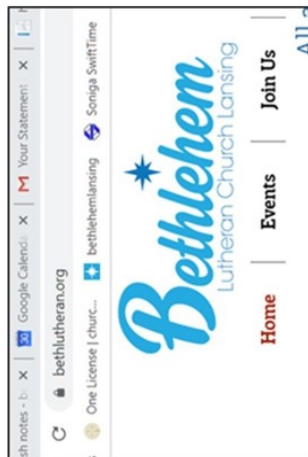 sh notes - b
Google Calenda
Your Statement
bethlutheran.org
One License | churc...
bethlehemlansing
Soniga SwiftTime
Bethlehem
Lutheran Church Lansing
Home | Events | Join Us
All a